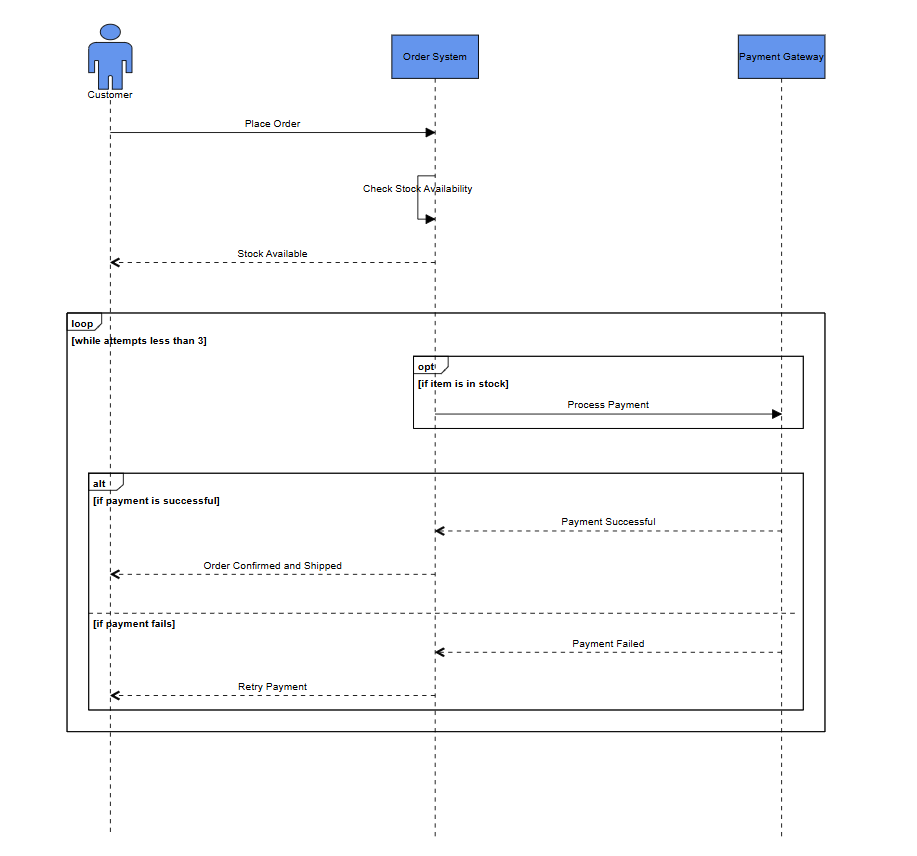 Customer
Order System
Payment Gateway
Place Order
Check Stock Availability
Stock Available
loop
[while attempts less than 3]
opt
[if item is in stock]
Process Payment
alt
[if payment is successful]
Payment Successful
Order Confirmed and Shipped
[if payment fails]
Payment Failed
Retry Payment